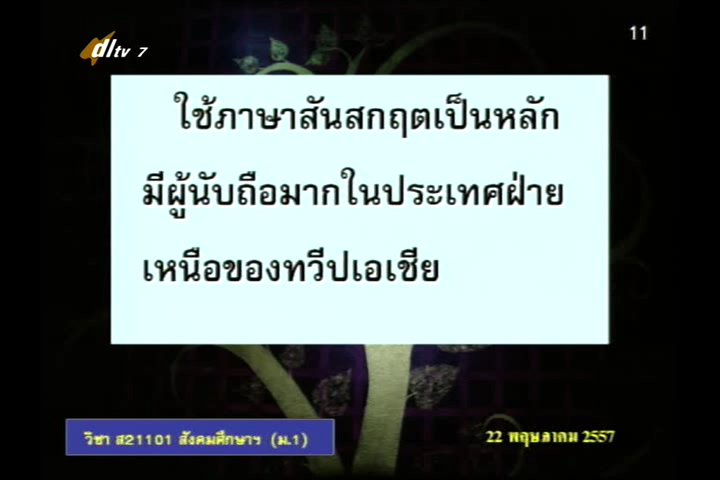 dltv 7
11
ใช้ภาษาสันสกฤตเป็นหลัก
มีผู้นับถือมากในประเทศฝ่าย
เหนือของทวีปเอเชีย
วิชา ส21101 สังคมศึกษาฯ (ม.1)
22 พฤษภาคม 2557